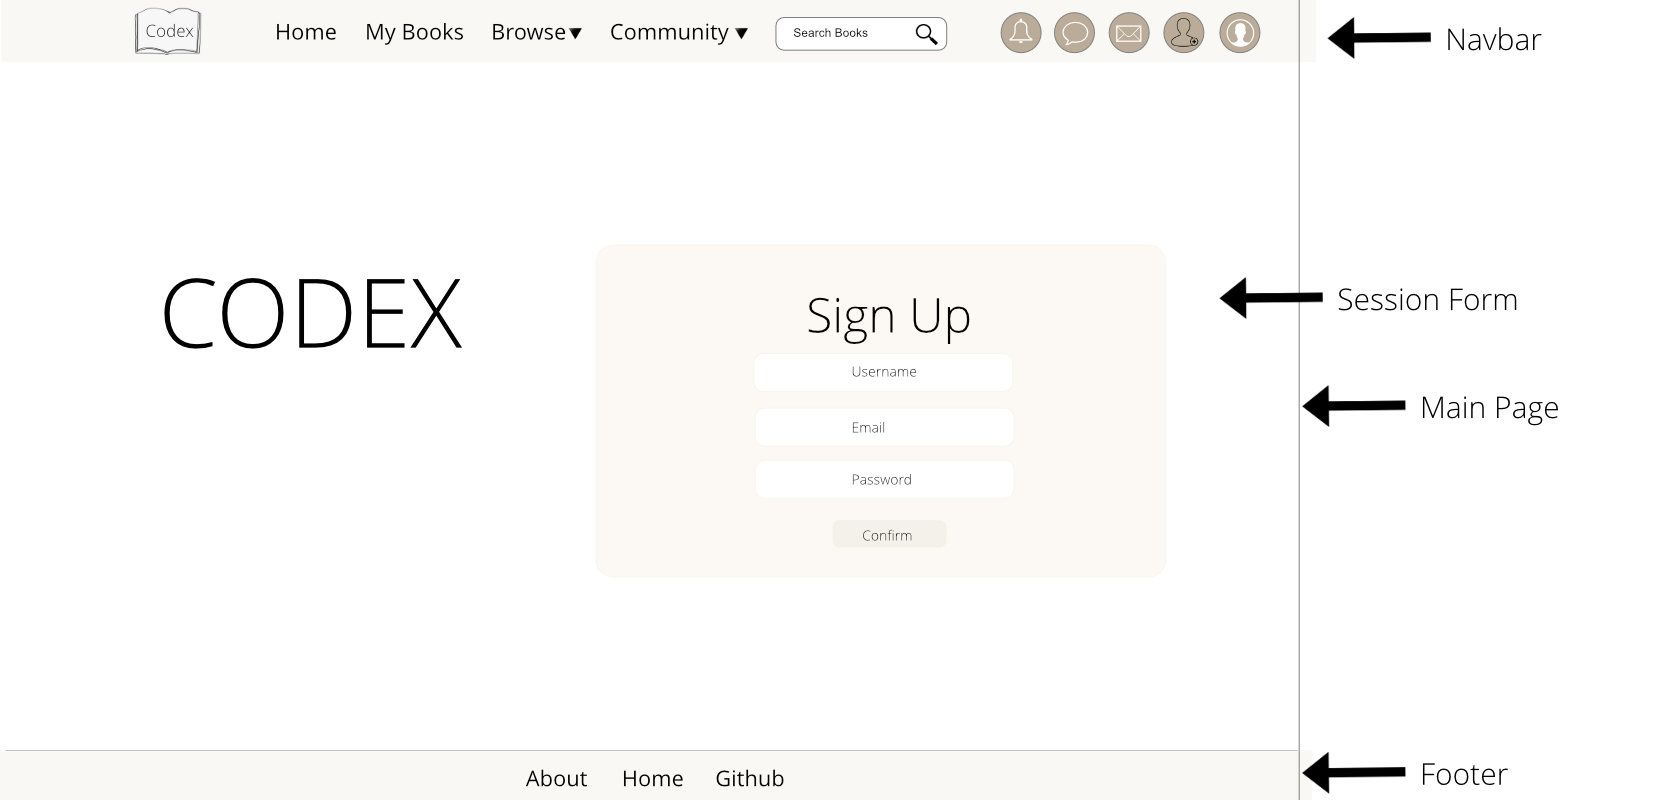 Codex Home My Books Browse Community Search Books Navbar
CODEX
Sign Up
Session Form
Username
Main Page
Email
Password
Confirm
About Home Github
Footer